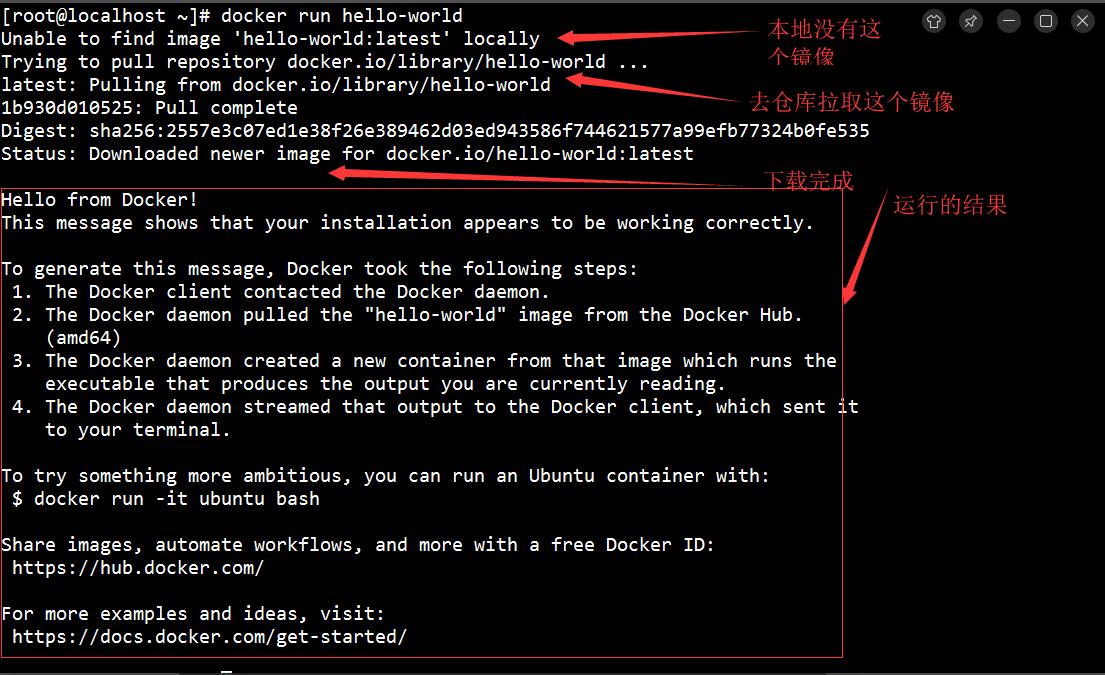 [root@localhost ~]# docker run hello-world
Unable to find image 'hello-world:latest' locally
本地没有这
个镜像
Trying to pull repository docker.io/library/hello-world ...
latest: Pulling from docker.io/library/hello-world
去仓库拉取这个镜像
1b930d010525: Pull complete
Digest: sha256:2557e3c07ed1e38f26e389462d03ed943586f744621577a99efb77324b0fe535
Status: Downloaded newer image for docker.io/hello-world:latest
下载完成
运行的结果
Hello from Docker!
This message shows that your installation appears to be working correctly.
To generate this message, Docker took the following steps:
1. The Docker client contacted the Docker daemon.
2. The Docker daemon pulled the "hello-world" image from the Docker Hub.
(amd64)
3. The Docker daemon created a new container from that image which runs the
executable that produces the output you are currently reading.
4. The Docker daemon streamed that output to the Docker client, which sent it
to your terminal.
To try something more ambitious, you can run an Ubuntu container with:
$ docker run -it ubuntu bash
Share images, automate workflows, and more with a free Docker ID:
https://hub.docker.com/
For more examples and ideas, visit:
https://docs.docker.com/get-started/